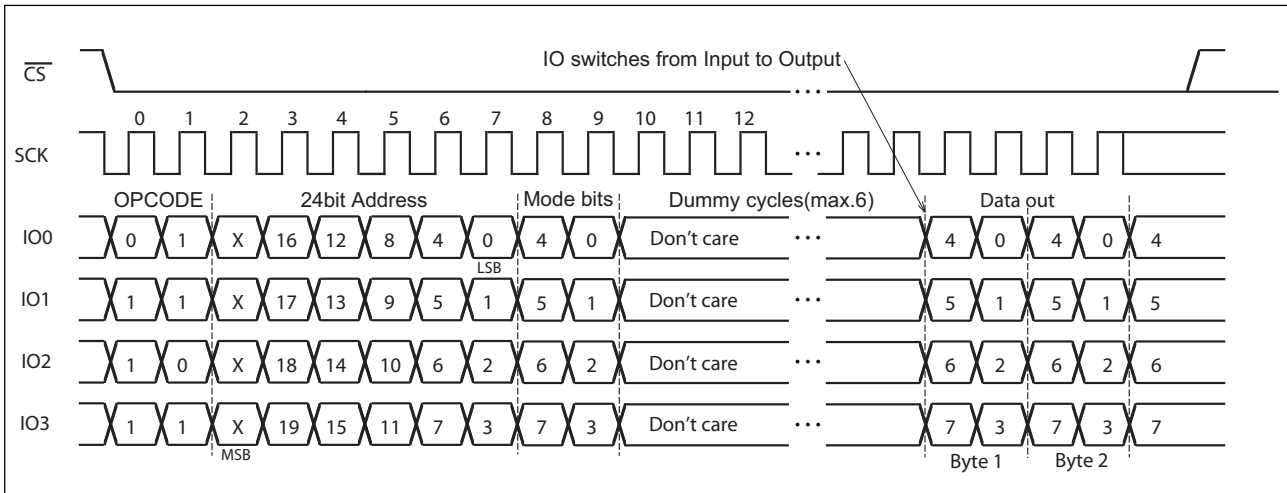 IO switches from Input to Output
CS
0 1 2 3 4 5 6 7 8 9 10 11 12
SCK
OPCODE 24bit Address Mode bits Dummy cycles(max.6) Data out
IO0 0 1 X 16 12 8 4 0 4 0 Don't care 4 0 4 0 4
LSB
IO1 1 1 X 17 13 9 5 1 5 1 Don't care 5 1 5 1 5
IO2 1 0 X 18 14 10 6 2 6 2 Don't care 6 2 6 2 6
IO3 1 1 X 19 15 11 7 3 7 3 Don't care 7 3 7 3 7
MSB
Byte 1 Byte 2